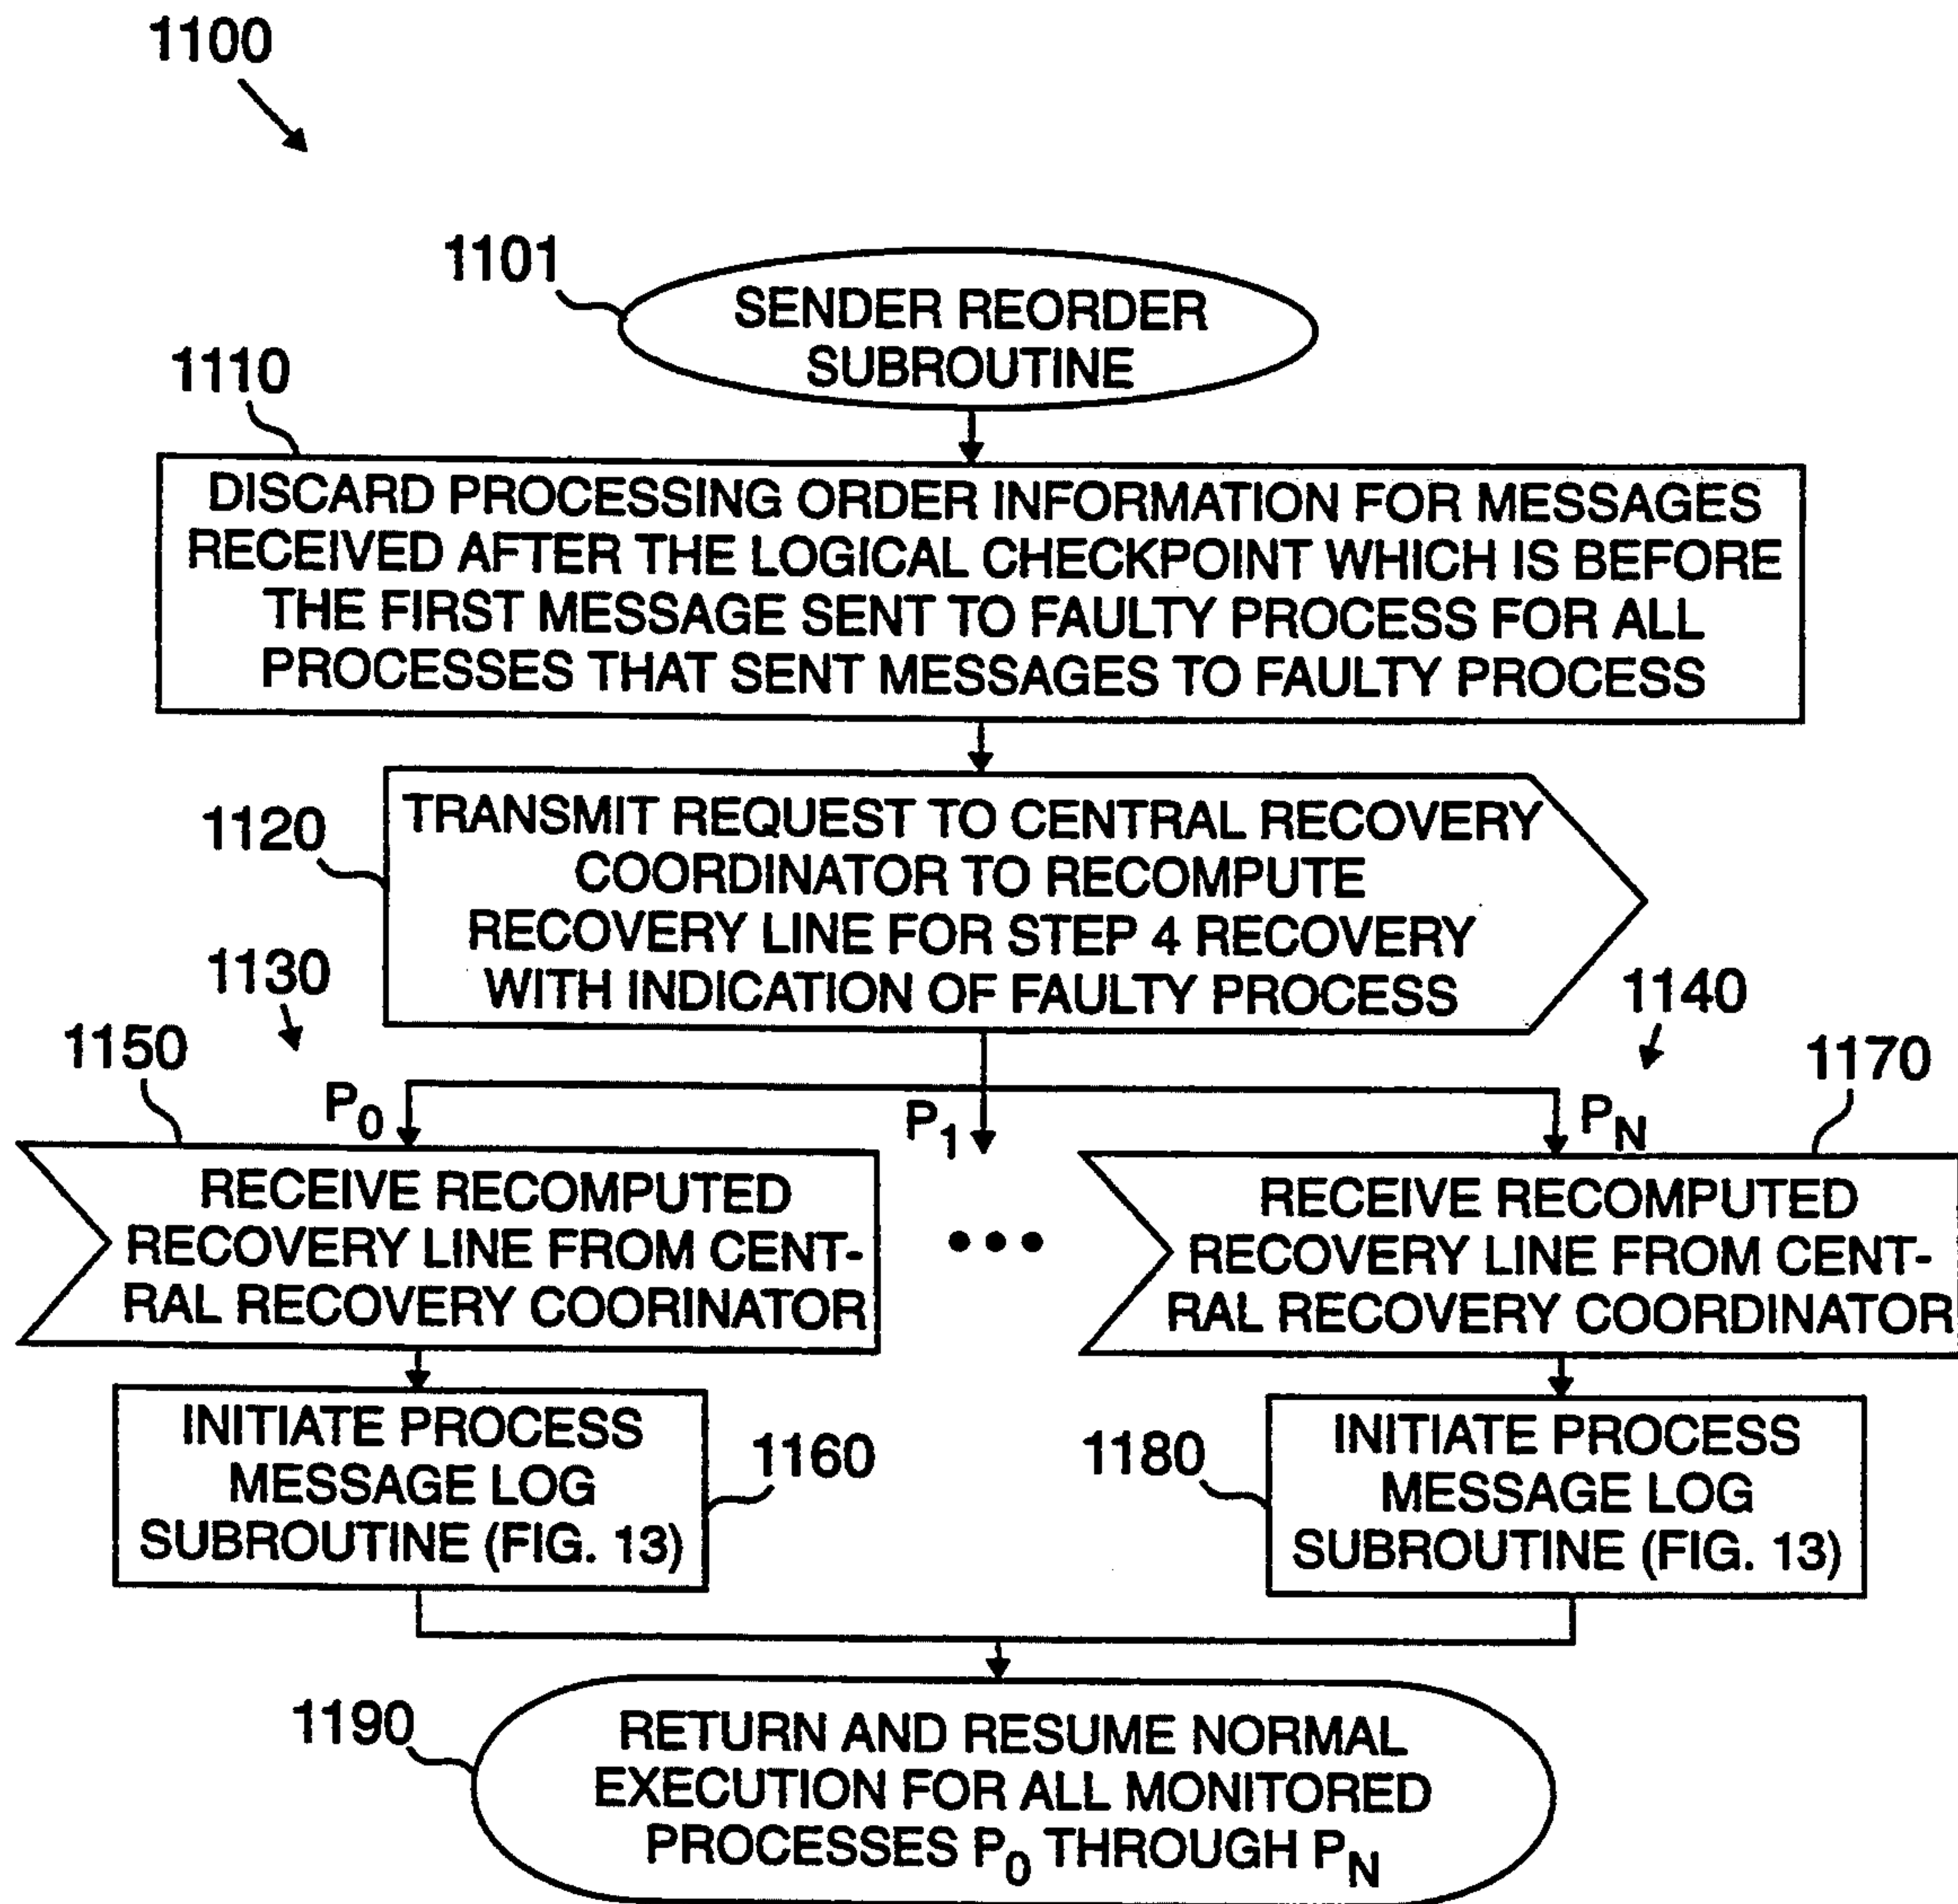 1100
1101
SENDER REORDER
SUBROUTINE
1110
DISCARD PROCESSING ORDER INFORMATION FOR MESSAGES
RECEIVED AFTER THE LOGICAL CHECKPOINT WHICH IS BEFORE
THE FIRST MESSAGE SENT TO FAULTY PROCESS FOR ALL
PROCESSES THAT SENT MESSAGES TO FAULTY PROCESS
1120
TRANSMIT REQUEST TO CENTRAL RECOVERY
COORDINATOR TO RECOMPUTE
RECOVERY LINE FOR STEP 4 RECOVERY
WITH INDICATION OF FAULTY PROCESS
1130
1140
1150
1170
P0
P1
PN
RECEIVE RECOMPUTED
RECOVERY LINE FROM CENT-
RAL RECOVERY COORINATOR
RECEIVE RECOMPUTED
RECOVERY LINE FROM CENT-
RAL RECOVERY COORDINATOR
INITIATE PROCESS
MESSAGE LOG
SUBROUTINE (FIG. 13)
1160
1180
INITIATE PROCESS
MESSAGE LOG
SUBROUTINE (FIG. 13)
1190
RETURN AND RESUME NORMAL
EXECUTION FOR ALL MONITORED
PROCESSES P0 THROUGH PN